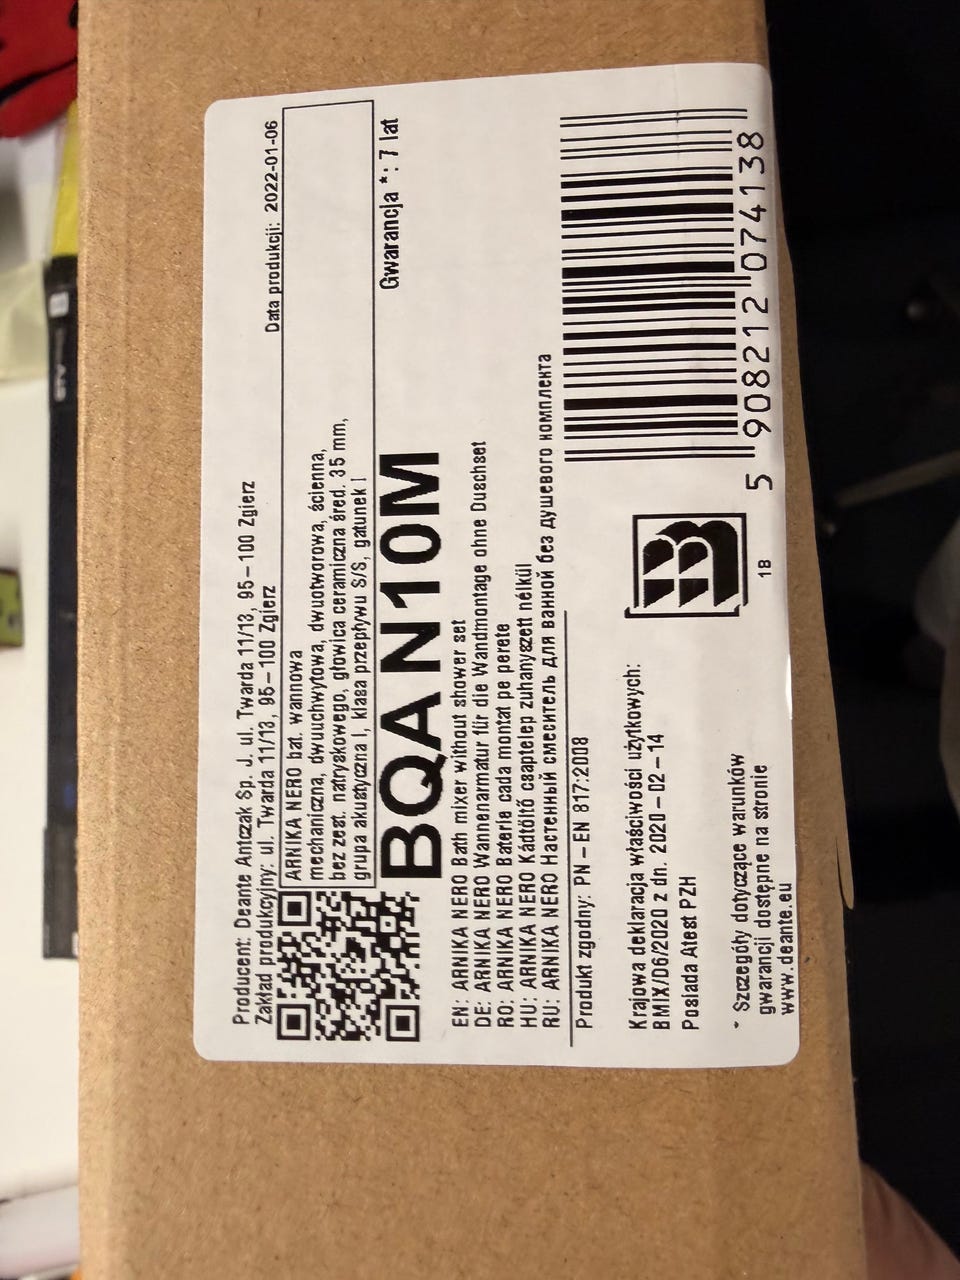 Producent: Deante Antczak Sp. J. ul. Twarda 11/13, 95-100 Zgierz
Zakład produkcyjny: ul. Twarda 11/13, 95-100 Zgierz
Data produkcji: 2022-01-06
ARNIKA NERO bat. wannowa
mechaniczna, dwuuchwytowa, dwuotworowa, ścienna,
bez zest. natryskowego, głowica ceramiczna śred. 35 mm,
grupa akustyczna I, klasa przepływu S/S, gatunek I
BQAN10M
Gwarancja *: 7 lat
EN: ARNIKA NERO Bath mixer without shower set
DE: ARNIKA NERO Wannenarmatur für die Wandmontage ohne Duschset
RO: ARNIKA NERO Baterie cada montat pe perete
HU: ARNIKA NERO Kádtöltő csaptelep zuhanyszett nélkül
RU: ARNIKA NERO Настенный смеситель для ванной без душевого комплекта
Produkt zgodny: PN-EN 817:2008
Krajowa deklaracja właściwości użytkowych:
BMIX/D6/2020 z dn. 2020-02-14
Posiada Atest PZH
B
18
5 908212 074138
* Szczegóły dotyczące warunków
gwarancji dostępne na stronie
www.deante.eu